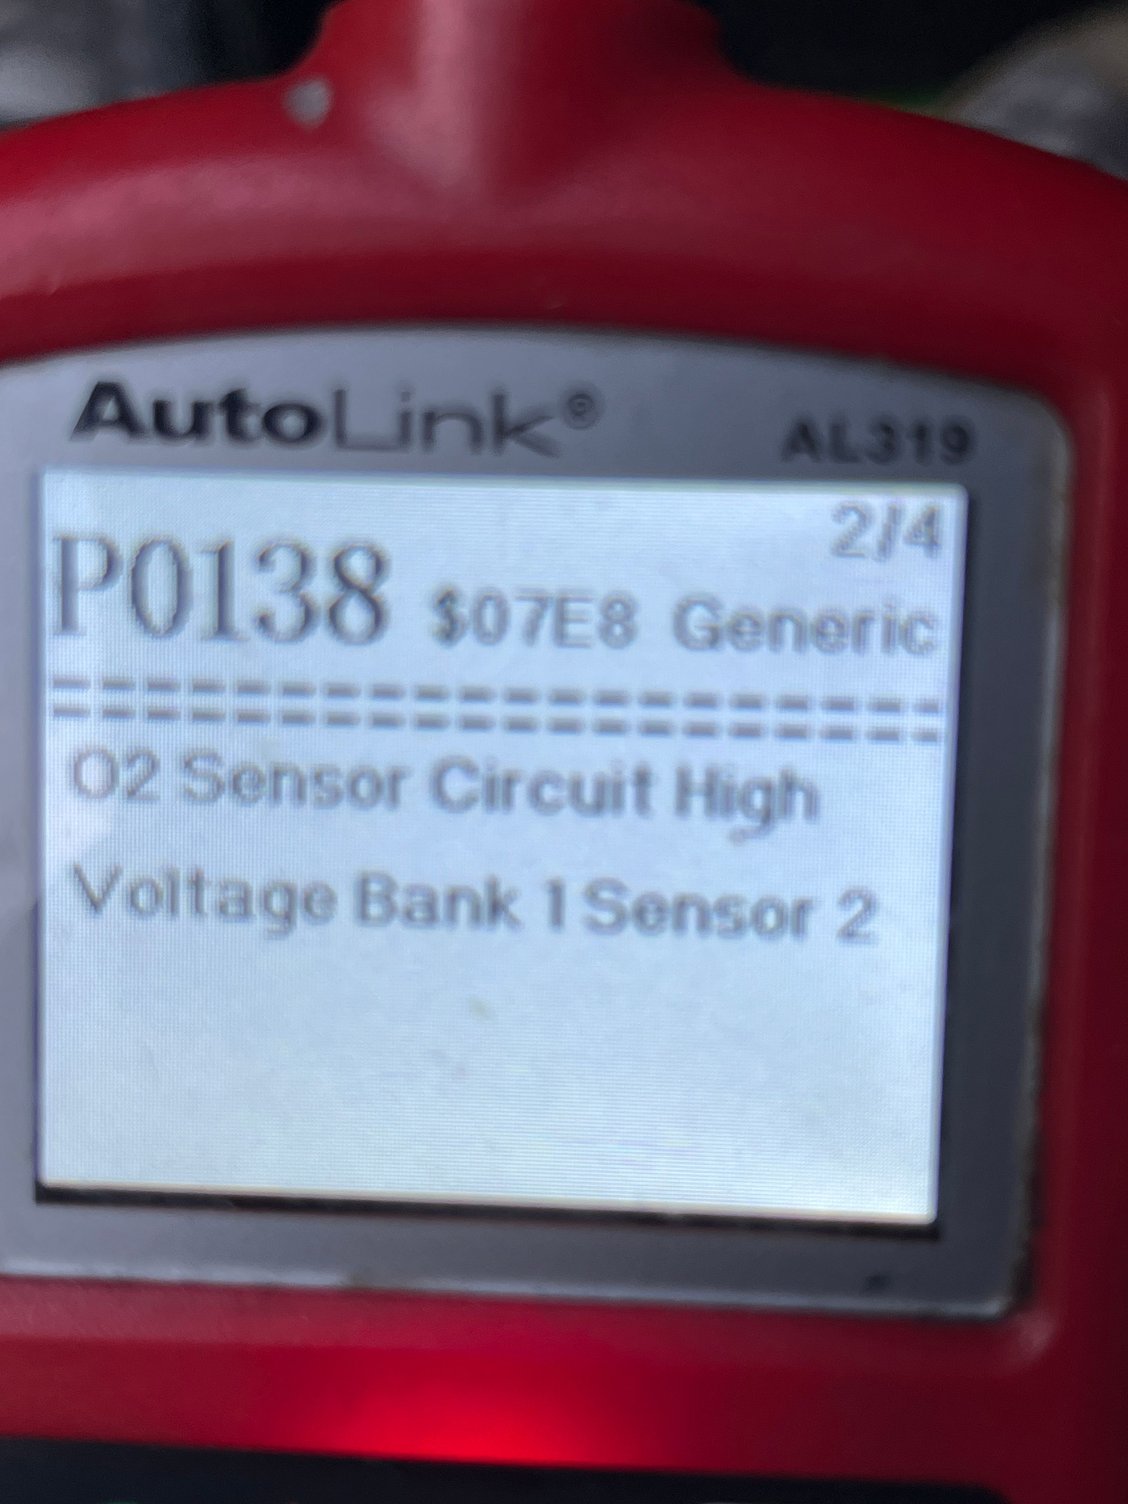 AutoLink® AL319
2/4
P0138 $07E8 Generic
====================
O2 Sensor Circuit High
Voltage Bank 1 Sensor 2